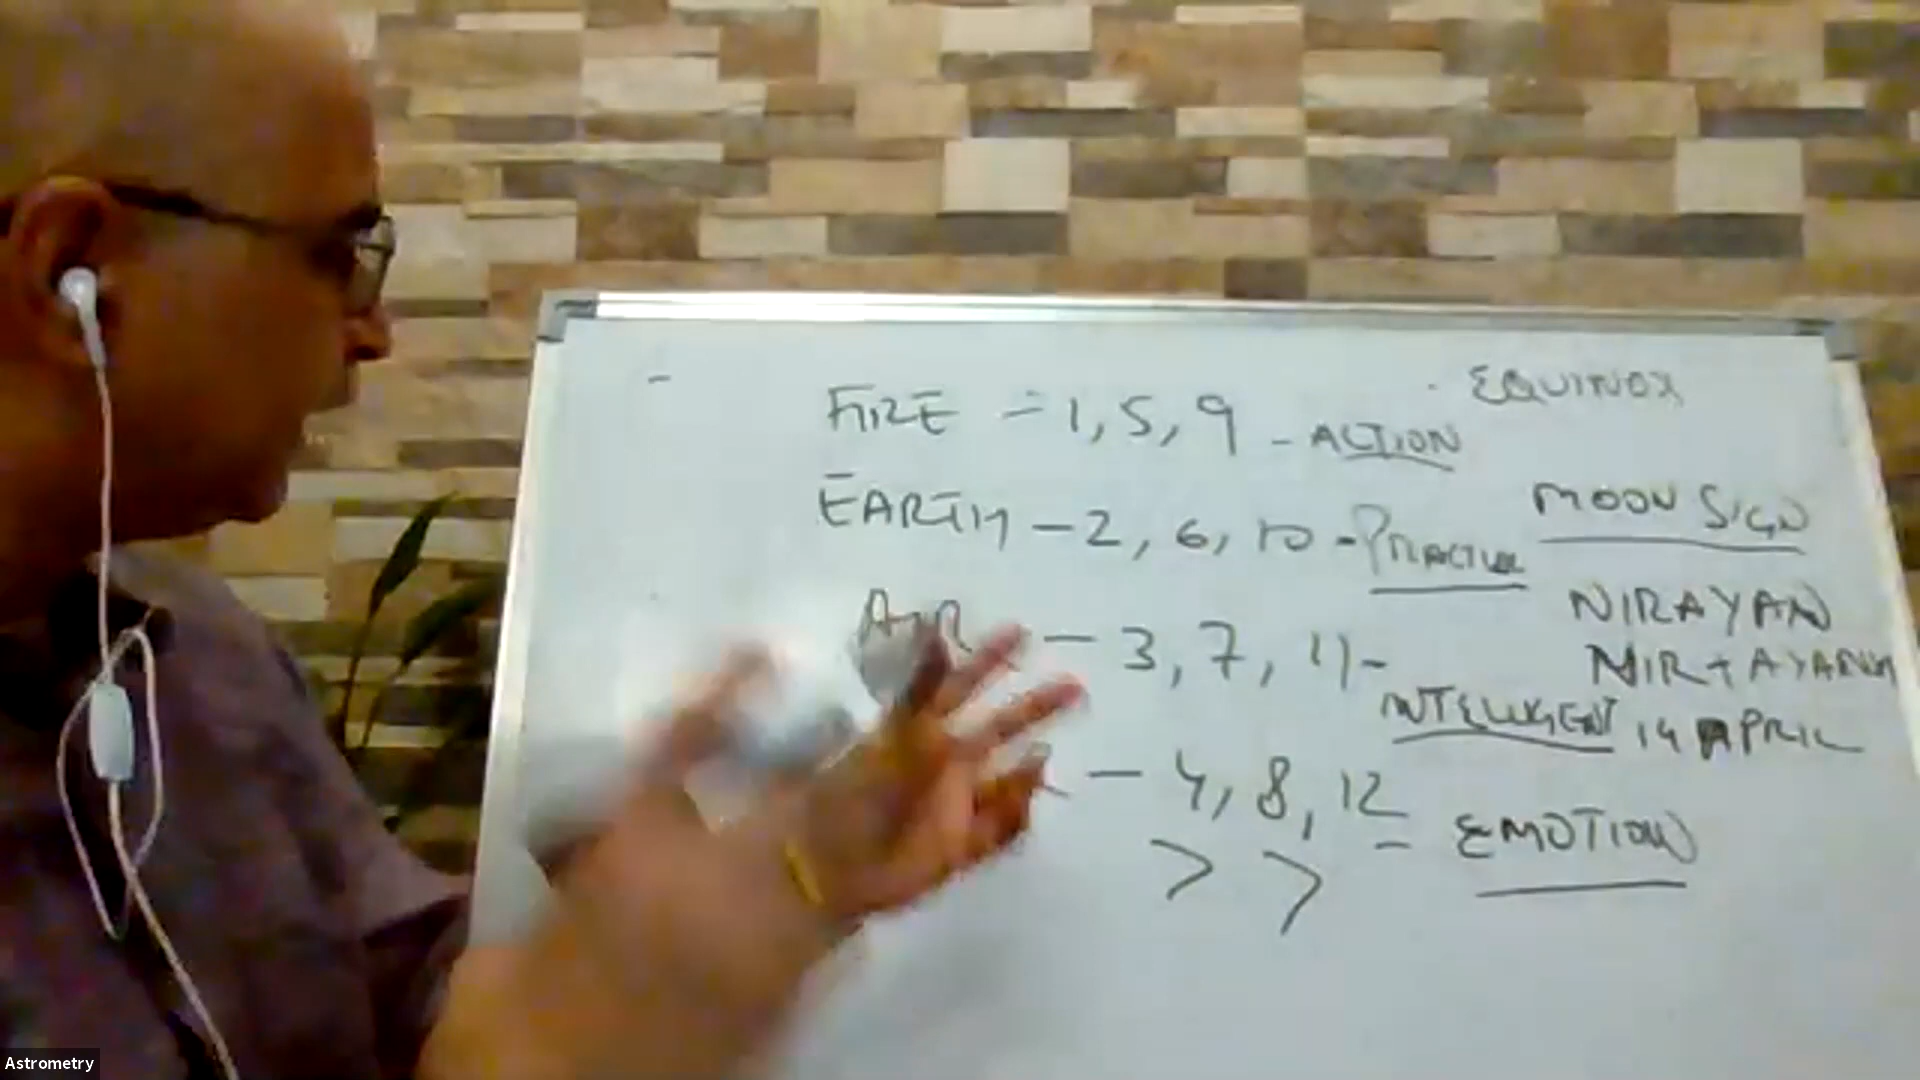 EQUINOX
FIRE = 1, 5, 9 - ACTION
MOON SIGN
EARTH - 2, 6, 10 -
NIRAYAN
AIR - 3, 7, 11 -
NIR + AYANA
INTELLIGENT
14 APRIL
- 4, 8, 12
= EMOTION
> >
Astrometry